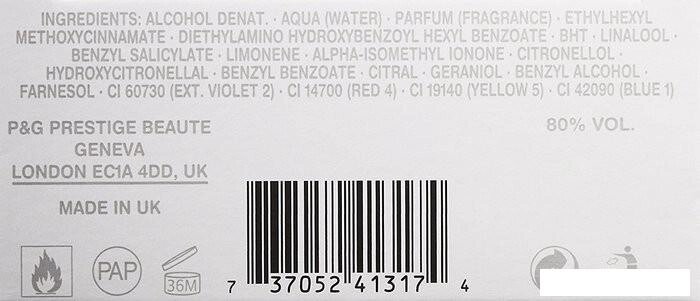 INGREDIENTS: ALCOHOL DENAT. · AQUA (WATER) · PARFUM (FRAGRANCE) · ETHYLHEXYL
METHOXYCINNAMATE · DIETHYLAMINO HYDROXYBENZOYL HEXYL BENZOATE · BHT · LINALOOL ·
BENZYL SALICYLATE · LIMONENE · ALPHA-ISOMETHYL IONONE · CITRONELLOL ·
HYDROXYCITRONELLAL · BENZYL BENZOATE · CITRAL · GERANIOL · BENZYL ALCOHOL ·
FARNESOL · CI 60730 (EXT. VIOLET 2) · CI 14700 (RED 4) · CI 19140 (YELLOW 5) · CI 42090 (BLUE 1)
P&G PRESTIGE BEAUTE
GENEVA
LONDON EC1A 4DD, UK
80% VOL.
MADE IN UK
PAP
36M
7 37052 41317 4